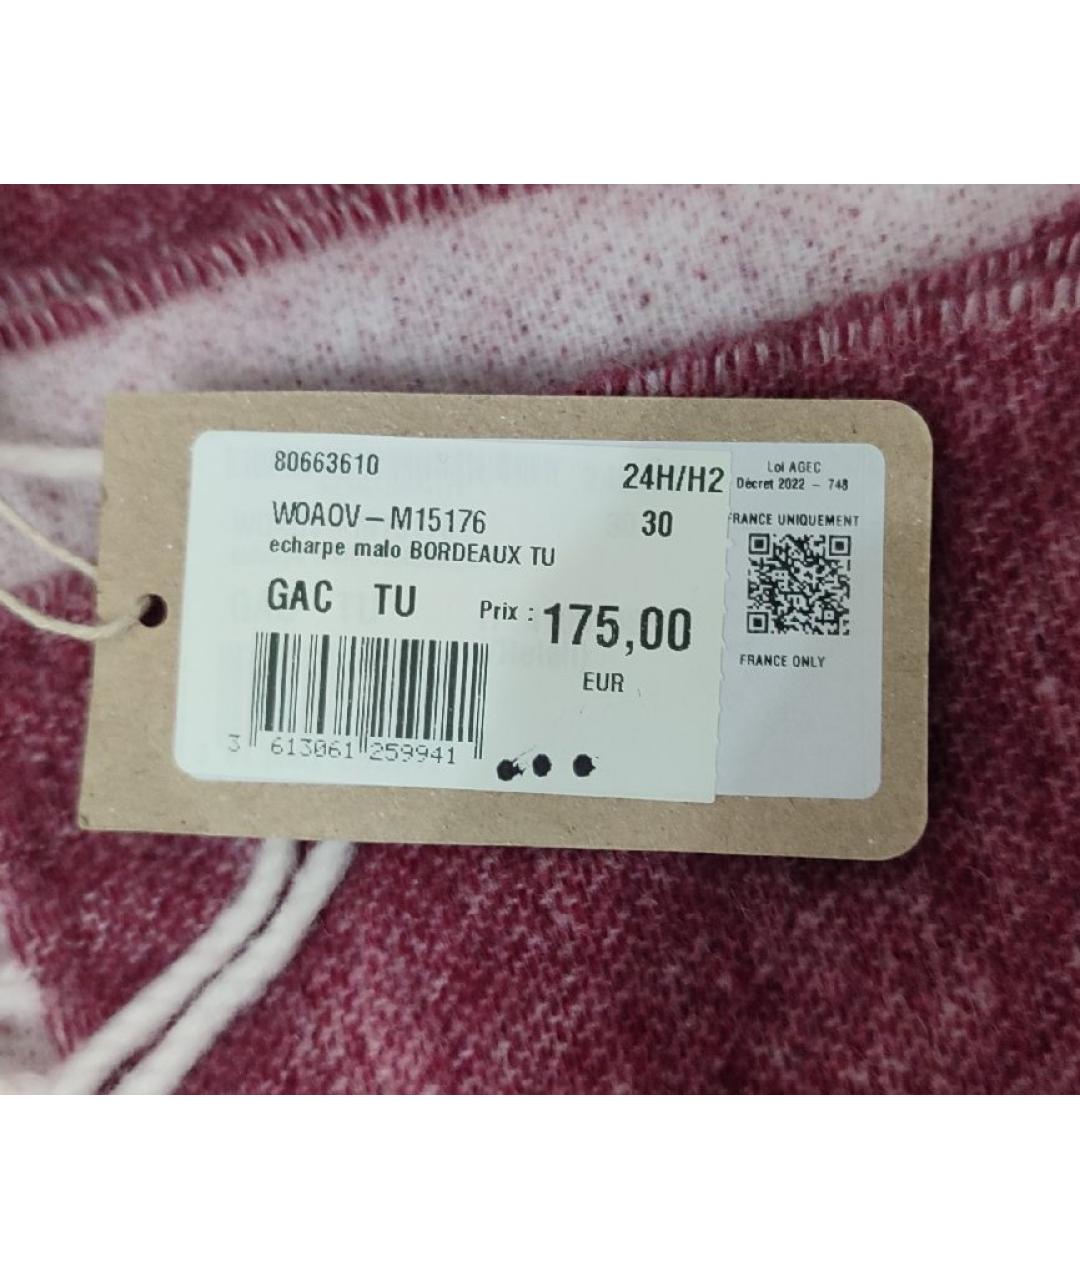 80663610
24H/H2
WOAOV-M15176
30
echarpe malo BORDEAUX TU
GAC TU
Prix : 175,00
EUR
3 613061 259941
Loi AGEC
Décret 2022 - 748
FRANCE UNIQUEMENT
FRANCE ONLY